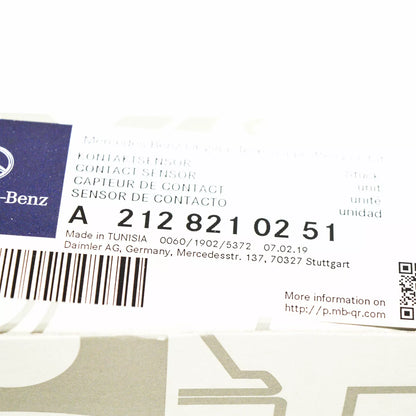 KONTAKTSENSOR
CONTACT SENSOR
CAPTEUR DE CONTACT
SENSOR DE CONTACTO
Stück
unit
unité
unidad
-Benz
A 212 821 02 51
Made in TUNISIA 0060/1902/5372 07.02.19
Daimler AG, Germany, Mercedesstr. 137, 70327 Stuttgart
More information on
http://p.mb-qr.com/